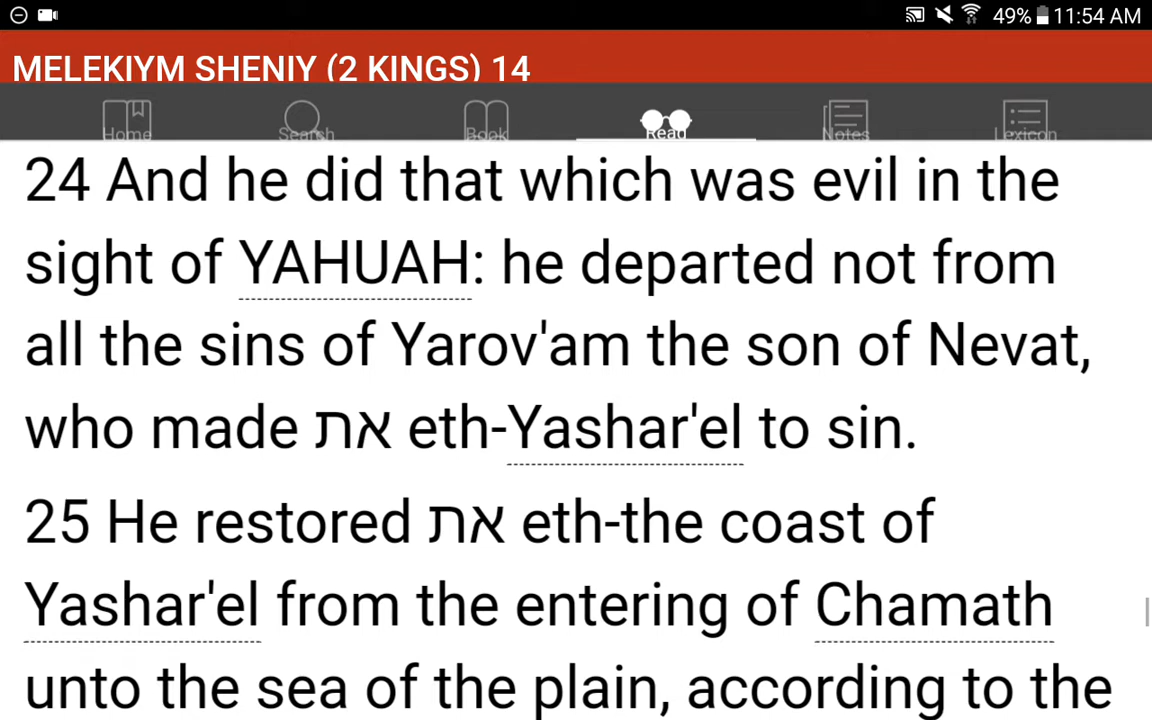 49% 11:54 AM
MELEKIYM SHENIY (2 KINGS) 14
Home Search Book Read Notes Lexicon
24 And he did that which was evil in the
sight of YAHUAH: he departed not from
all the sins of Yarov'am the son of Nevat,
who made את eth-Yashar'el to sin.
25 He restored את eth-the coast of
Yashar'el from the entering of Chamath
unto the sea of the plain, according to the